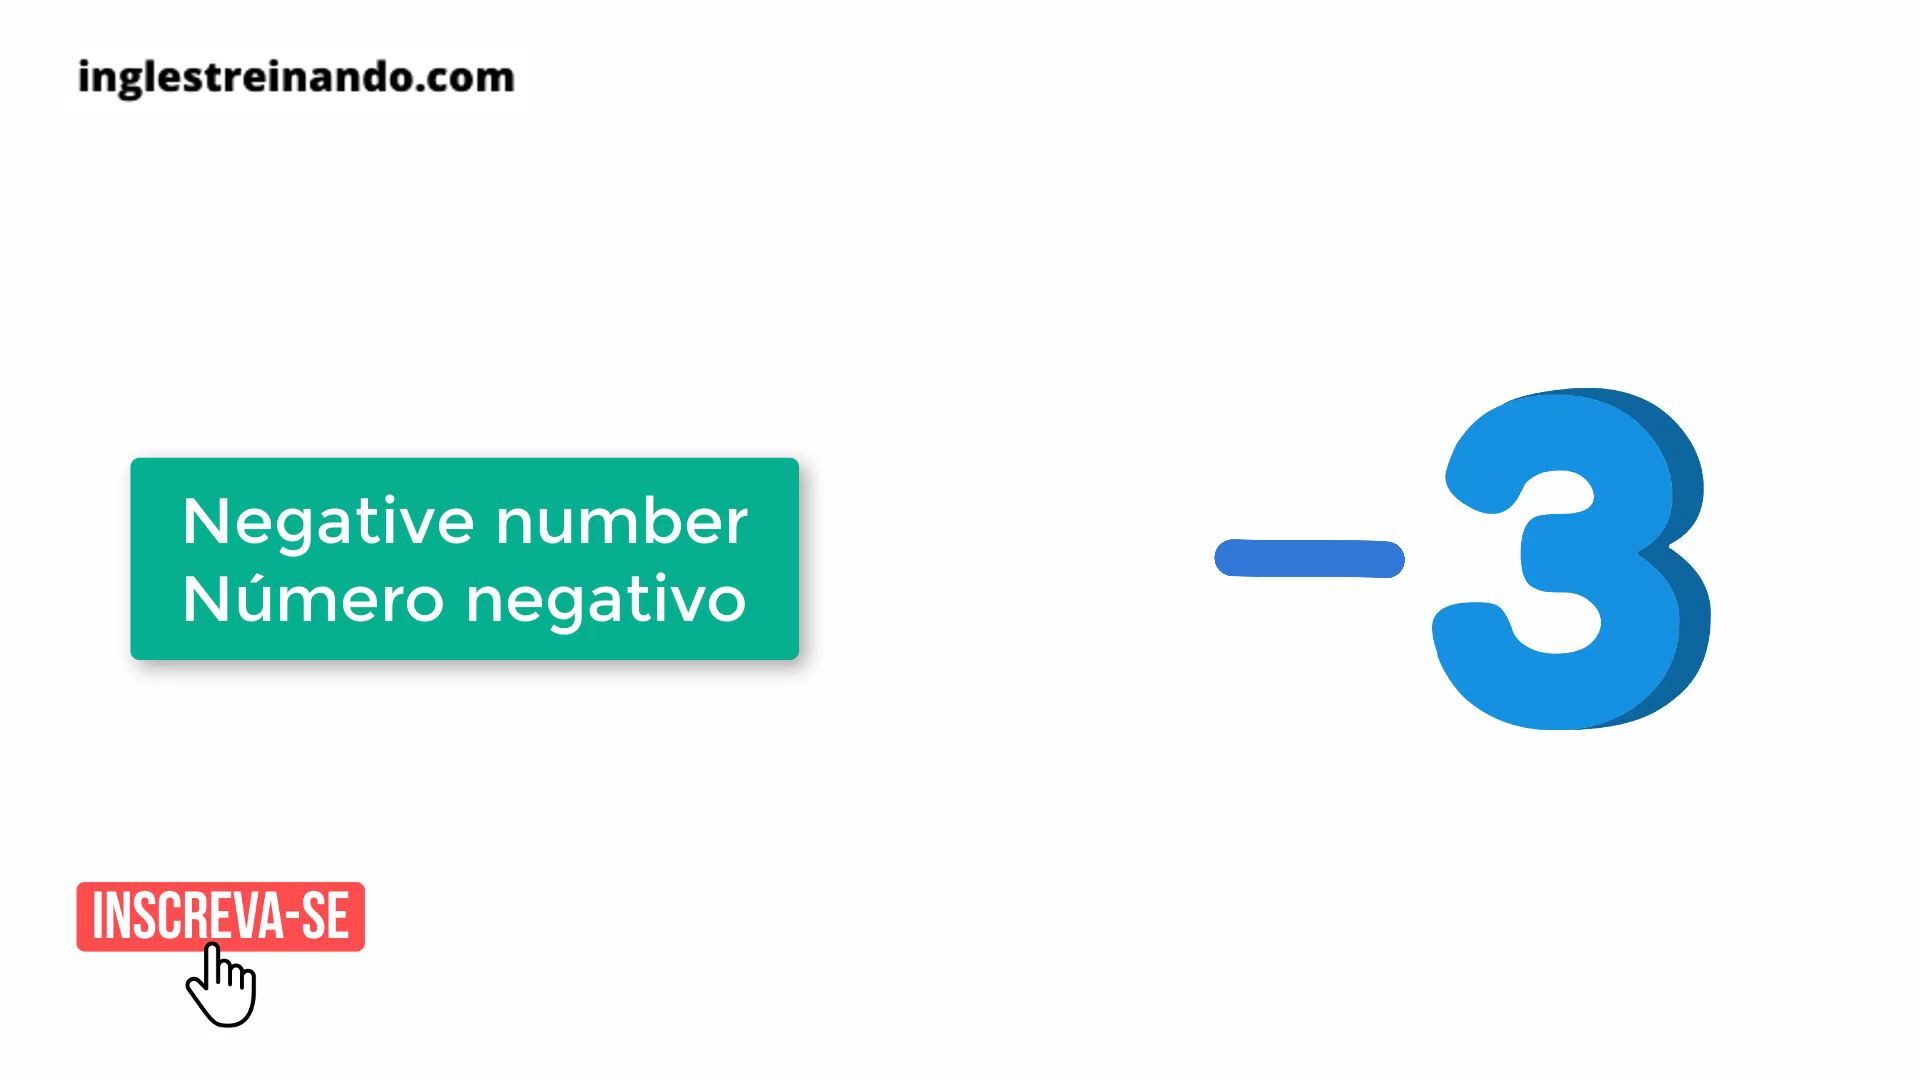 inglestreinando.com
Negative number
Número negativo
-3
INSCREVA-SE